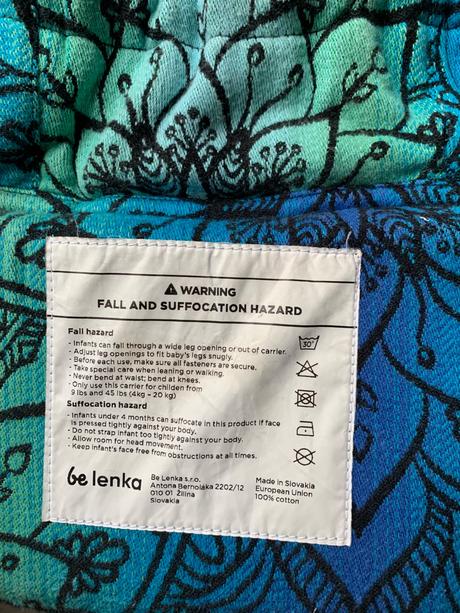 WARNING
FALL AND SUFFOCATION HAZARD
Fall hazard
- Infants can fall through a wide leg opening or out of carrier.
- Adjust leg openings to fit baby's legs snugly.
- Before each use, make sure all fasteners are secure.
- Take special care when leaning or walking.
- Never bend at waist; bend at knees.
- Only use this carrier for childen from
9 lbs and 45 lbs (4kg – 20 kg)
30°
Suffocation hazard
- Infants under 4 months can suffocate in this product if face
is pressed tightly against your body.
- Do not strap infant too tightly against your body.
- Allow room for head movement.
- Keep infant's face free from obstructions at all times.
be lenka
Be Lenka s.r.o.
Antona Bernoláka 2202/12
010 01 Žilina
Slovakia
Made in Slovakia
European Union
100% cotton